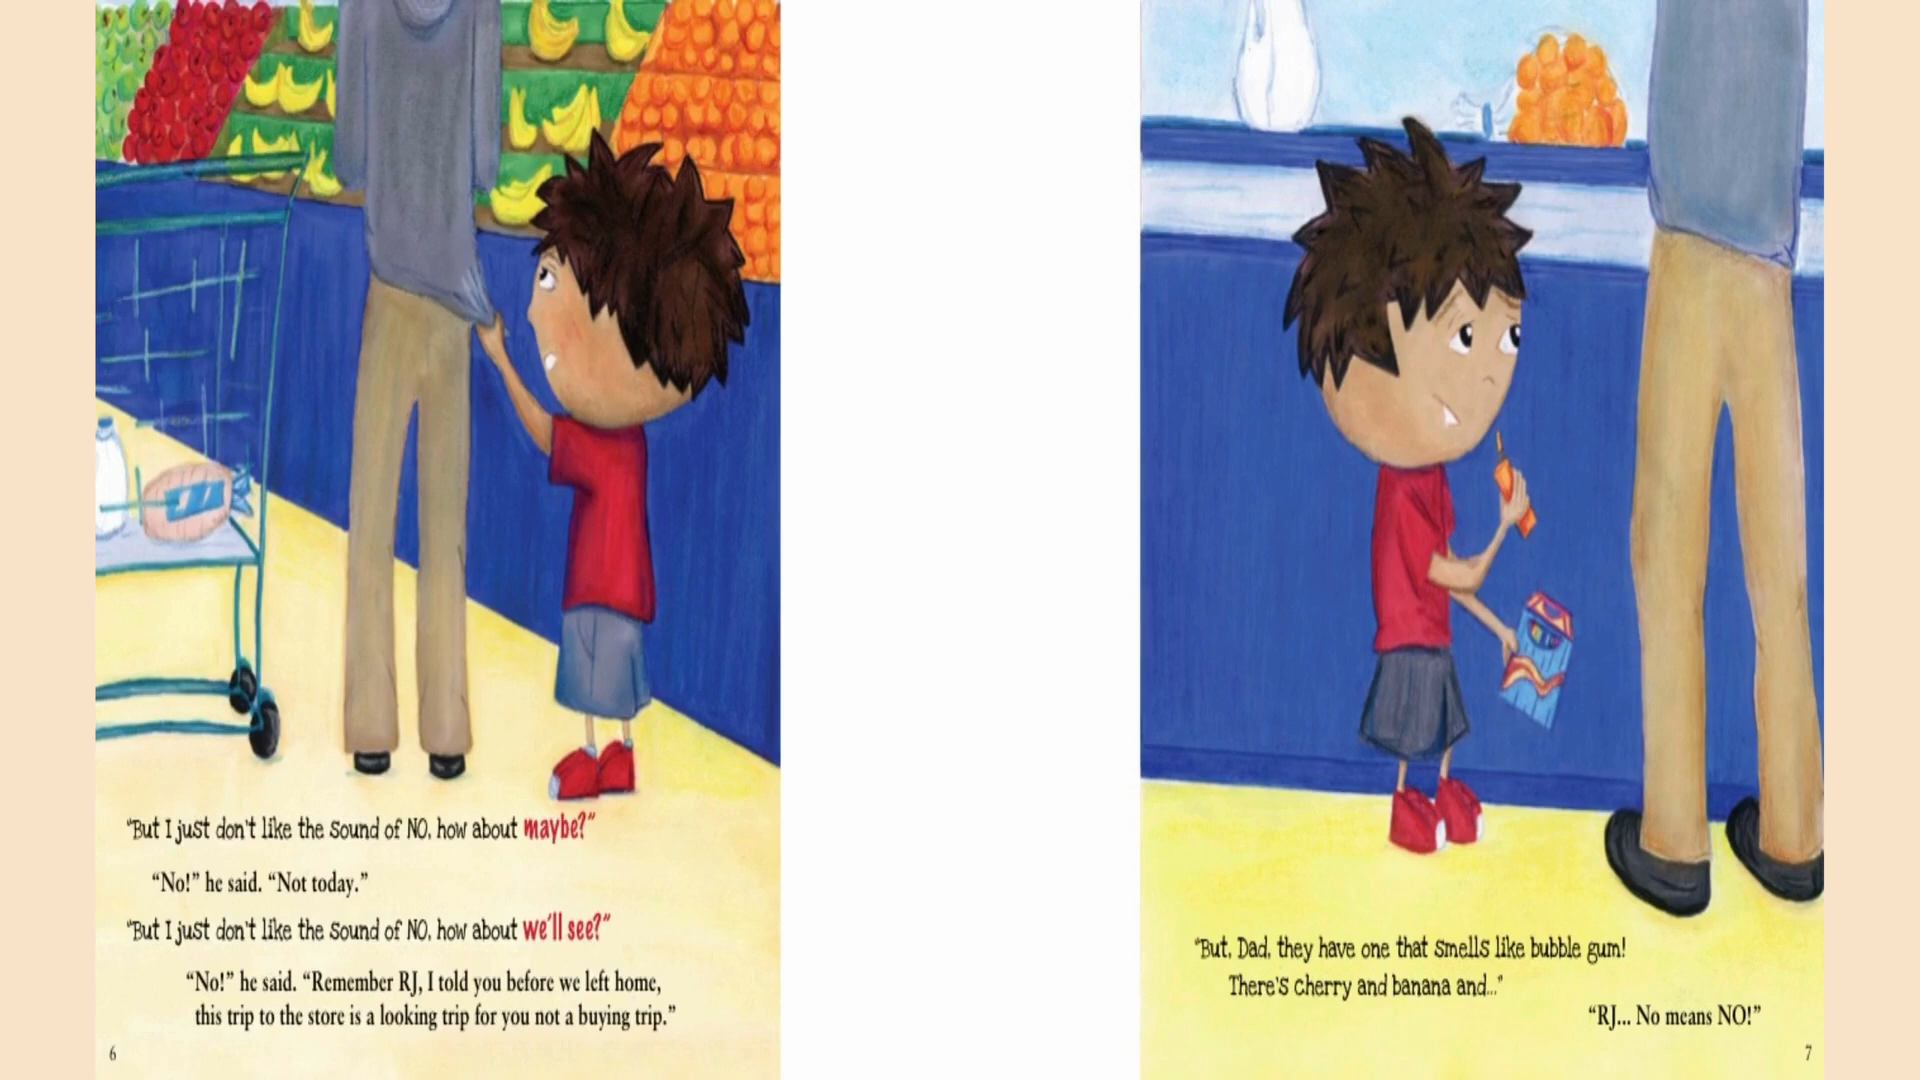 "But I just don't like the sound of NO, how about maybe?"
“No!” he said. “Not today.”
"But I just don't like the sound of NO, how about we'll see?"
“No!” he said. “Remember RJ, I told you before we left home,
this trip to the store is a looking trip for you not a buying trip.”
6
"But, Dad, they have one that smells like bubble gum!
There's cherry and banana and..."
“RJ... No means NO!”
7